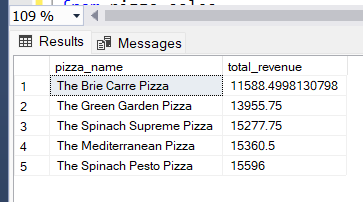 from pizza_sales
109 %
Results Messages
pizza_name total_revenue
1 The Brie Carre Pizza 11588.4998130798
2 The Green Garden Pizza 13955.75
3 The Spinach Supreme Pizza 15277.75
4 The Mediterranean Pizza 15360.5
5 The Spinach Pesto Pizza 15596